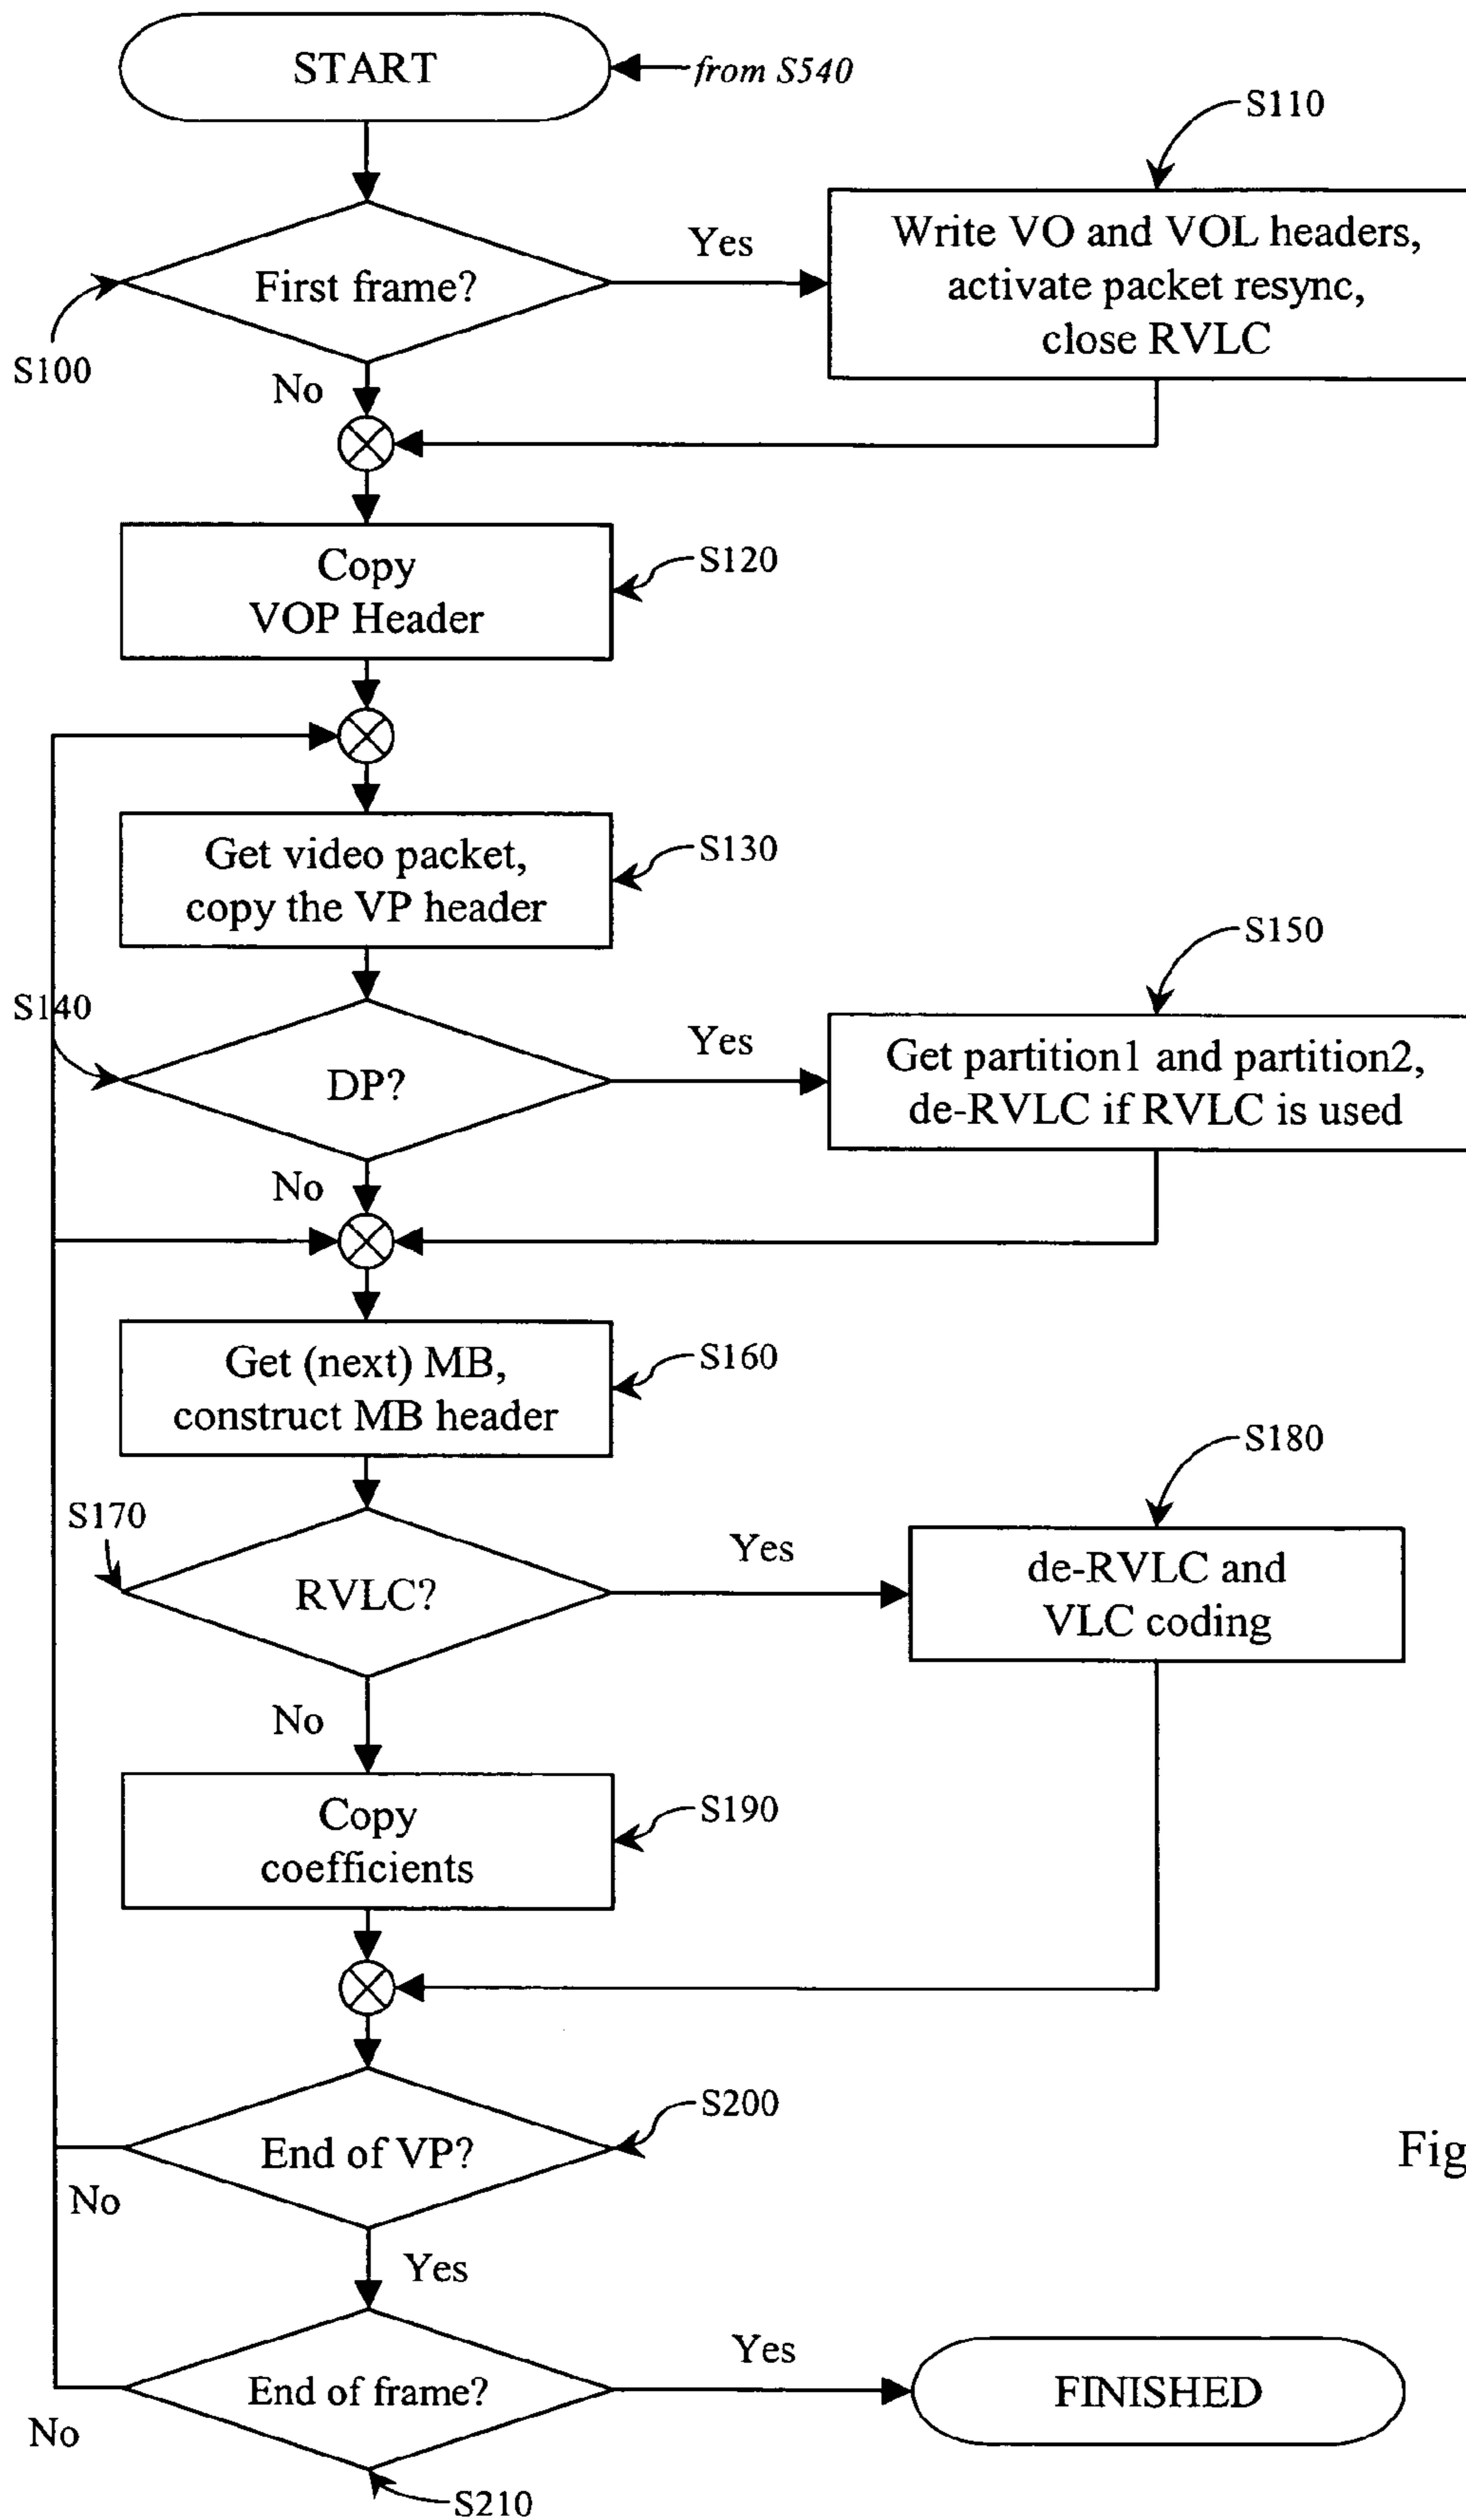 START
from S540
S110
Write VO and VOL headers,
activate packet resync,
close RVLC
Yes
First frame?
S100
No
Copy
VOP Header
S120
Get video packet,
copy the VP header
S130
S140
S150
DP?
Yes
Get partition1 and partition2,
de-RVLC if RVLC is used
No
Get (next) MB,
construct MB header
S160
S170
S180
RVLC?
Yes
de-RVLC and
VLC coding
No
Copy
coefficients
S190
End of VP?
S200
Fig
No
Yes
End of frame?
Yes
FINISHED
No
S210